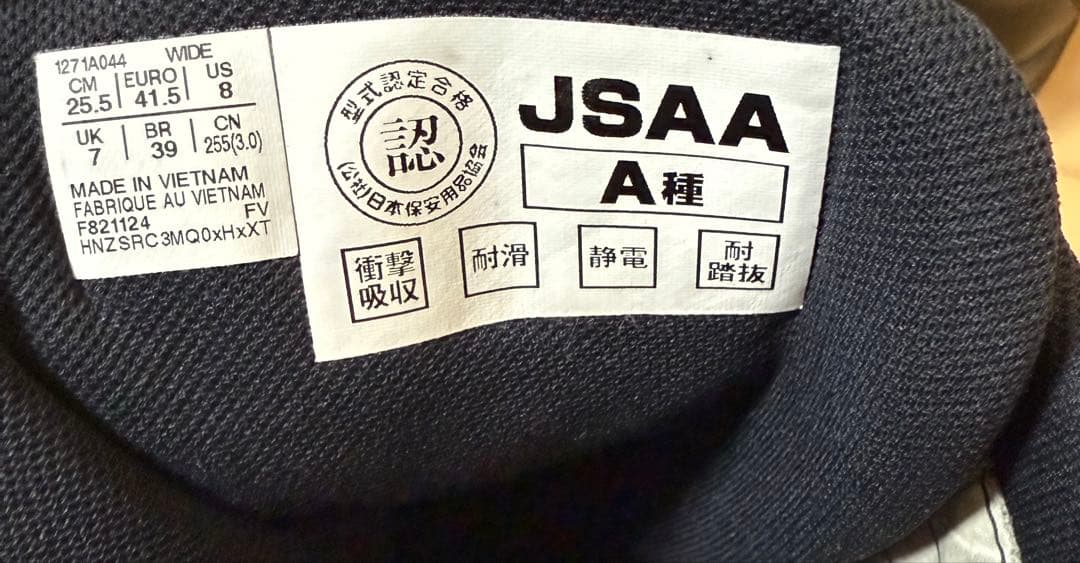 1271A044 WIDE
CM EURO US
25.5 41.5 8
UK BR CN
7 39 255(3.0)
MADE IN VIETNAM
FABRIQUE AU VIETNAM
F821124 FV
HNZSRC3MQ0xHxXT
型式認定合格
認
(公社)日本保安用品協会
JSAA
A種
衝撃
吸収
耐滑
静電
耐
踏抜